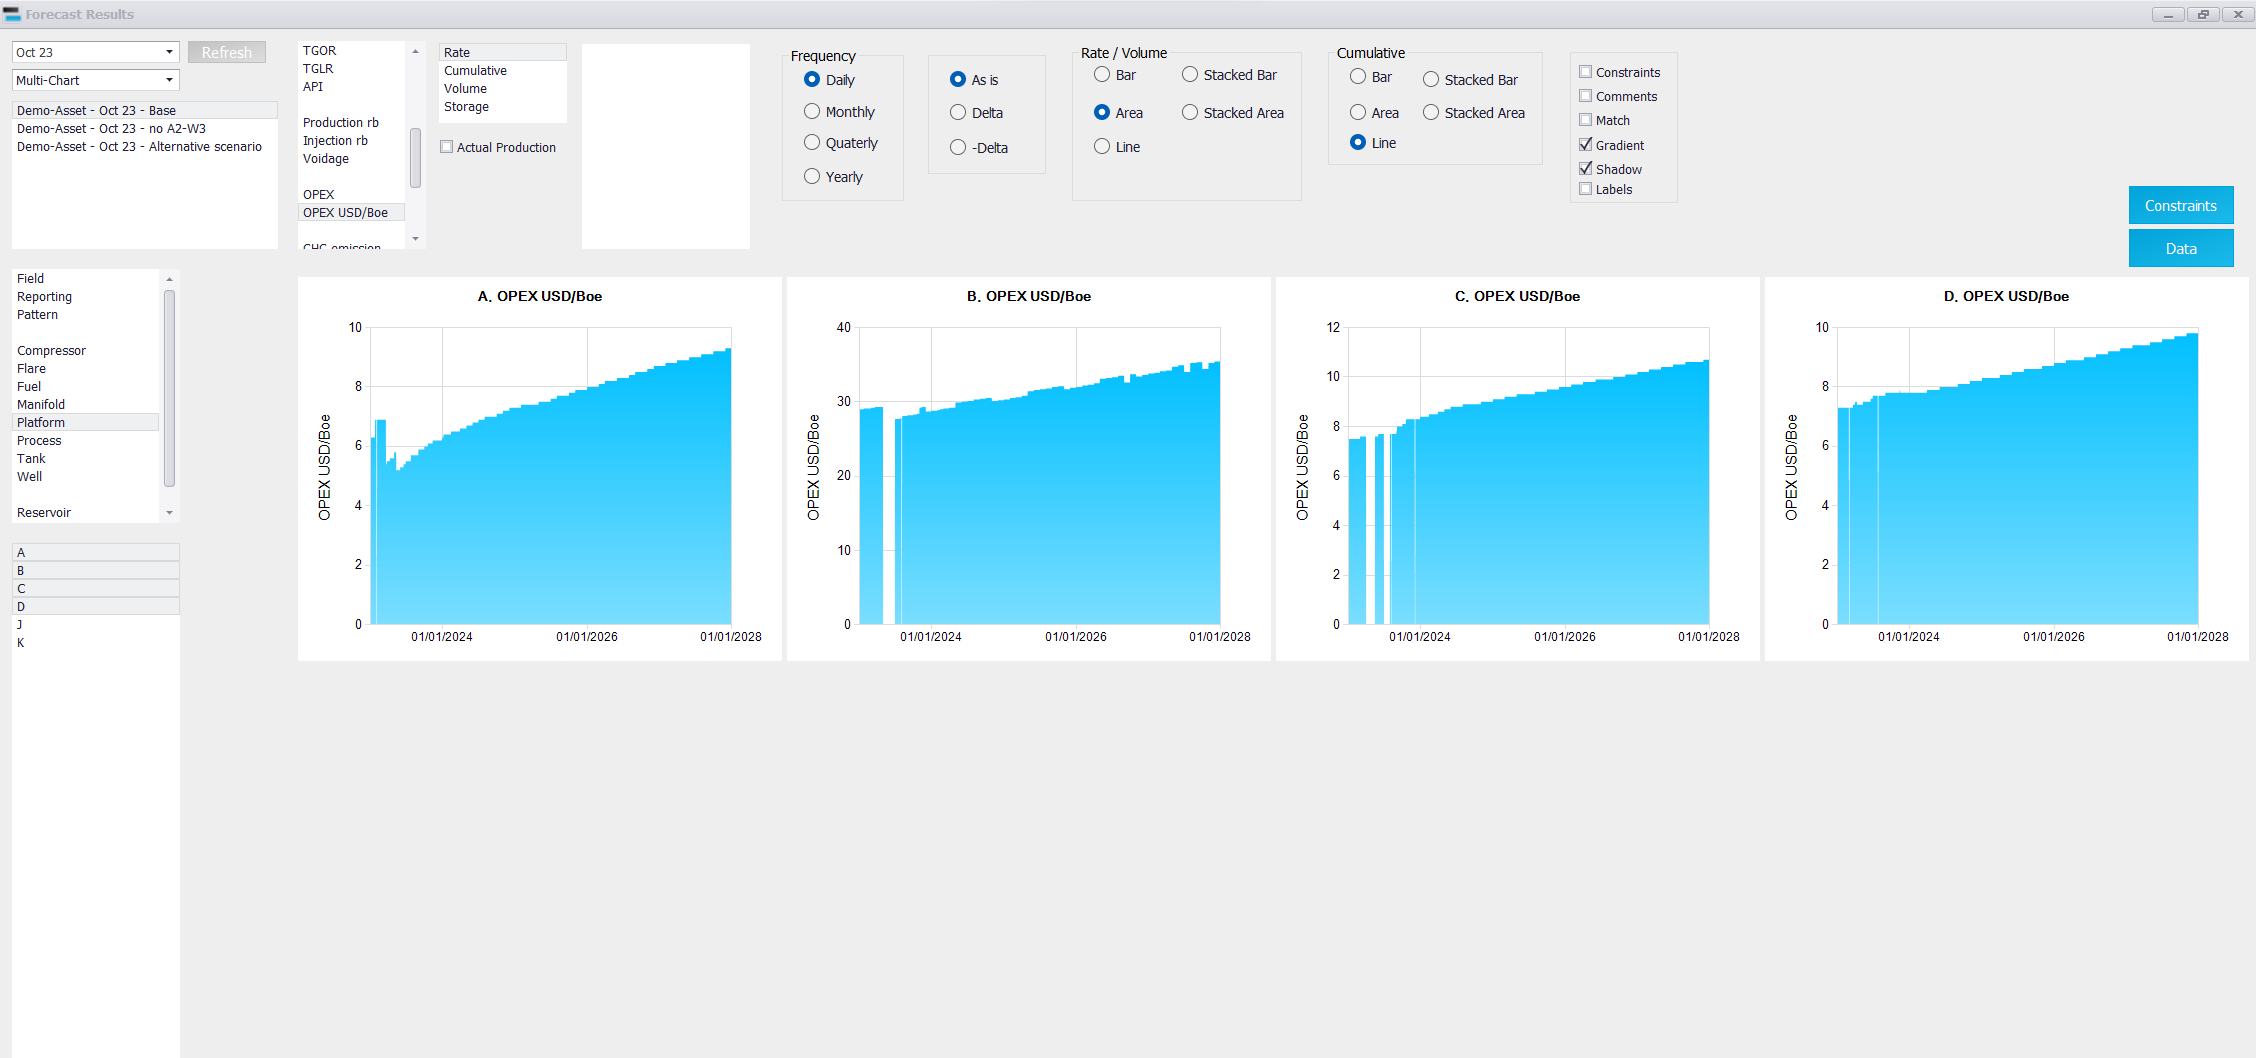 Forecast Results
Oct 23
Refresh
Multi-Chart
Demo-Asset - Oct 23 - Base
Demo-Asset - Oct 23 - no A2-W3
Demo-Asset - Oct 23 - Alternative scenario
TGOR
TGLR
API
Production rb
Injection rb
Voidage
OPEX
OPEX USD/Boe
Rate
Cumulative
Volume
Storage
Actual Production
Frequency
Daily
Monthly
Quaterly
Yearly
As is
Delta
-Delta
Rate / Volume
Bar
Stacked Bar
Area
Stacked Area
Line
Cumulative
Bar
Stacked Bar
Area
Stacked Area
Line
Constraints
Comments
Match
Gradient
Shadow
Labels
Constraints
Data
Field
Reporting
Pattern
Compressor
Flare
Fuel
Manifold
Platform
Process
Tank
Well
Reservoir
A
B
C
D
J
K
A. OPEX USD/Boe
OPEX USD/Boe
10
8
6
4
2
0
01/01/2024
01/01/2026
01/01/2028
B. OPEX USD/Boe
OPEX USD/Boe
40
30
20
10
0
01/01/2024
01/01/2026
01/01/2028
C. OPEX USD/Boe
OPEX USD/Boe
12
10
8
6
4
2
0
01/01/2024
01/01/2026
01/01/2028
D. OPEX USD/Boe
OPEX USD/Boe
10
8
6
4
2
0
01/01/2024
01/01/2026
01/01/2028